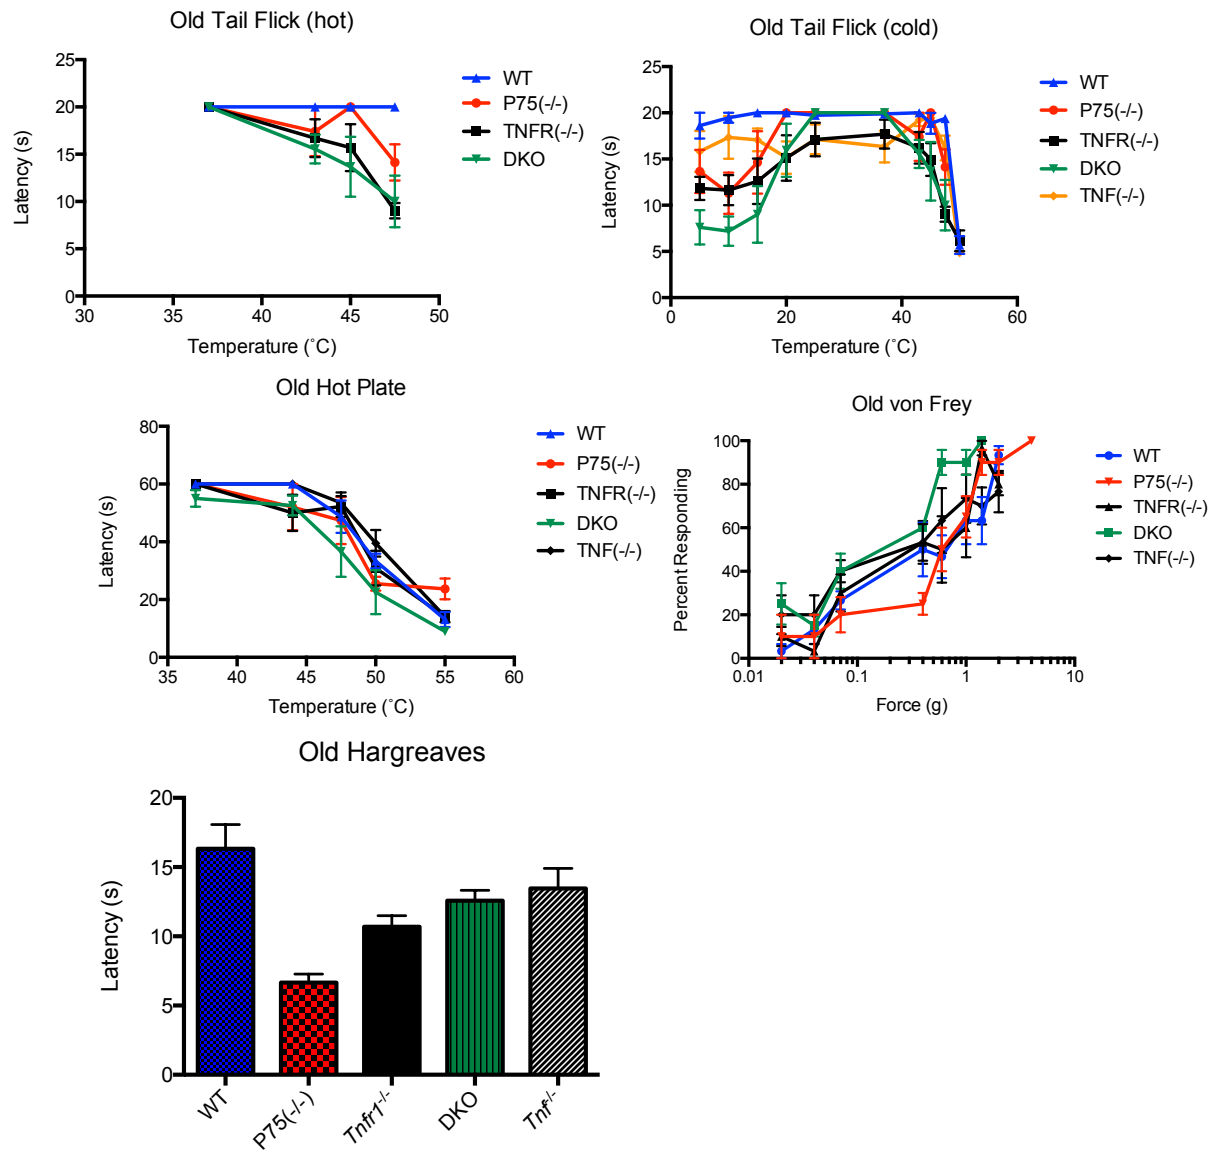 Old Tail Flick (hot)
25
20
15
10
5
0
30
35
40
45
50
Latency (s)
Temperature (˚C)
WT
P75(-/-)
TNFR(-/-)
DKO
Old Tail Flick (cold)
25
20
15
10
5
0
0
20
40
60
Latency (s)
Temperature (˚C)
WT
P75(-/-)
TNFR(-/-)
DKO
TNF(-/-)
Old Hot Plate
80
60
40
20
0
35
40
45
50
55
60
Latency (s)
Temperature (˚C)
WT
P75(-/-)
TNFR(-/-)
DKO
TNF(-/-)
Old von Frey
100
80
60
40
20
0
0.01
0.1
1
10
Percent Responding
Force (g)
WT
P75(-/-)
TNFR(-/-)
DKO
TNF(-/-)
Old Hargreaves
20
15
10
5
0
Latency (s)
WT
P75(-/-)
Tnfr1-/-
DKO
Tnf-/-